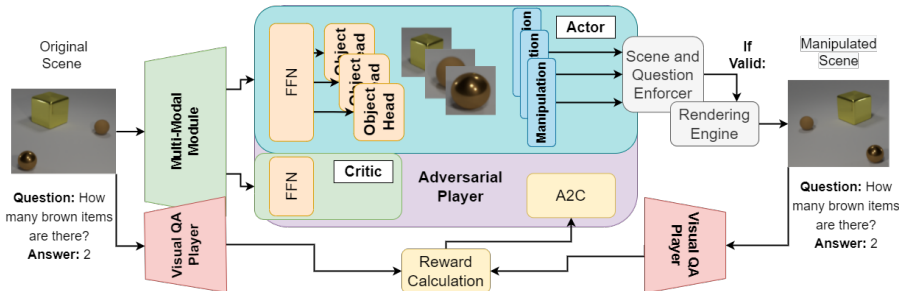 Original
Scene
Question: How
many brown items
are there?
Answer: 2
Multi-Modal
Module
Visual QA
Player
FFN
Object
Head
Object
Head
Object
Head
Actor
Manipulation
Scene and
Question
Enforcer
If
Valid:
Rendering
Engine
Manipulated
Scene
Question: How
many brown items
are there?
Answer: 2
FFN
Critic
Adversarial
Player
A2C
Reward
Calculation
Visual QA
Player